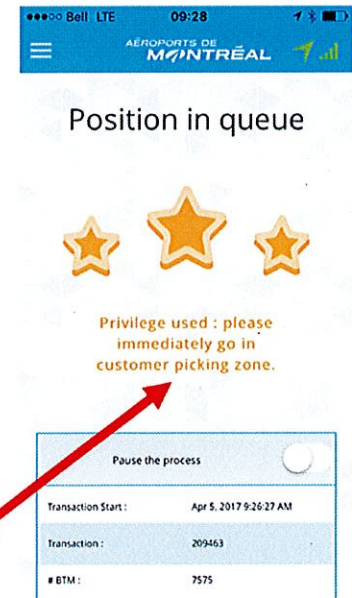 ●●●○○ Bell LTE 09:28
AÉROPORTS DE
MONTRÉAL
Position in queue
Privilege used : please
immediately go in
customer picking zone.
Pause the process
Transaction Start : Apr 5, 2017 9:26:27 AM
Transaction : 209463
# BTM : 7575